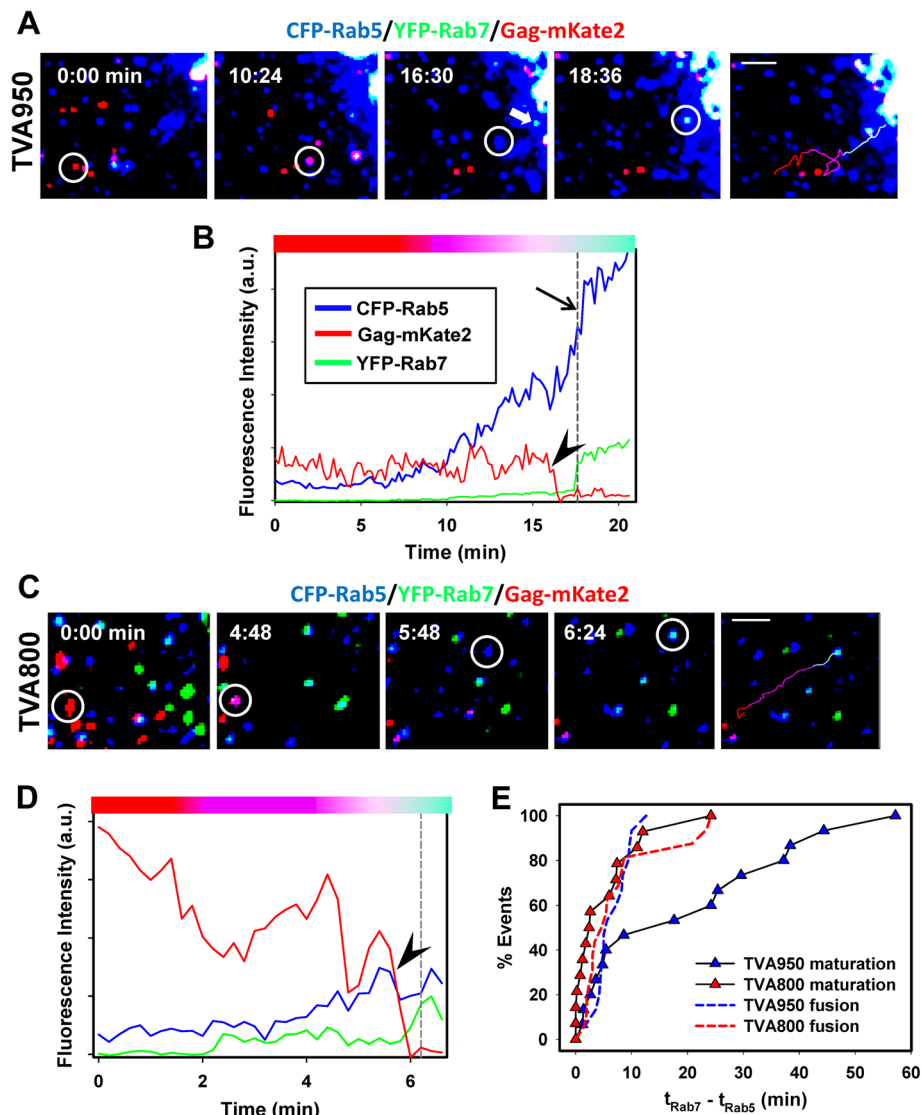 A
CFP-Rab5/YFP-Rab7/Gag-mKate2
TVA950
0:00 min
10:24
16:30
18:36
B
Fluorescence Intensity (a.u.)
CFP-Rab5
Gag-mKate2
YFP-Rab7
0 5 10 15 20
Time (min)
C
CFP-Rab5/YFP-Rab7/Gag-mKate2
TVA800
0:00 min
4:48
5:48
6:24
D
Fluorescence Intensity (a.u.)
0 2 4 6
Time (min)
E
% Events
100
80
60
40
20
0
TVA950 maturation
TVA800 maturation
TVA950 fusion
TVA800 fusion
0 10 20 30 40 50 60
tRab7 - tRab5 (min)